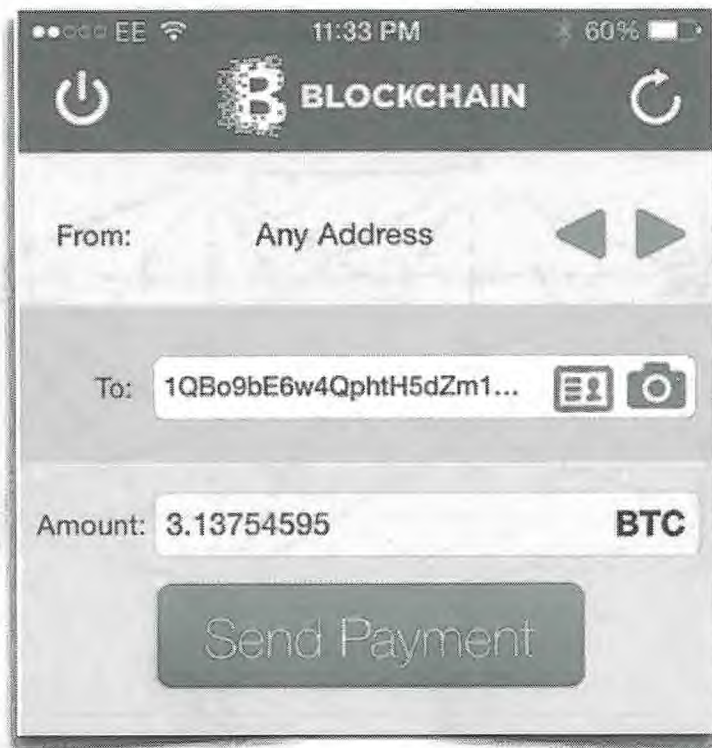 EE 11:33 PM 60%
BLOCKCHAIN
From: Any Address
To: 1QBo9bE6w4QphtH5dZm1...
Amount: 3.13754595 BTC
Send Payment